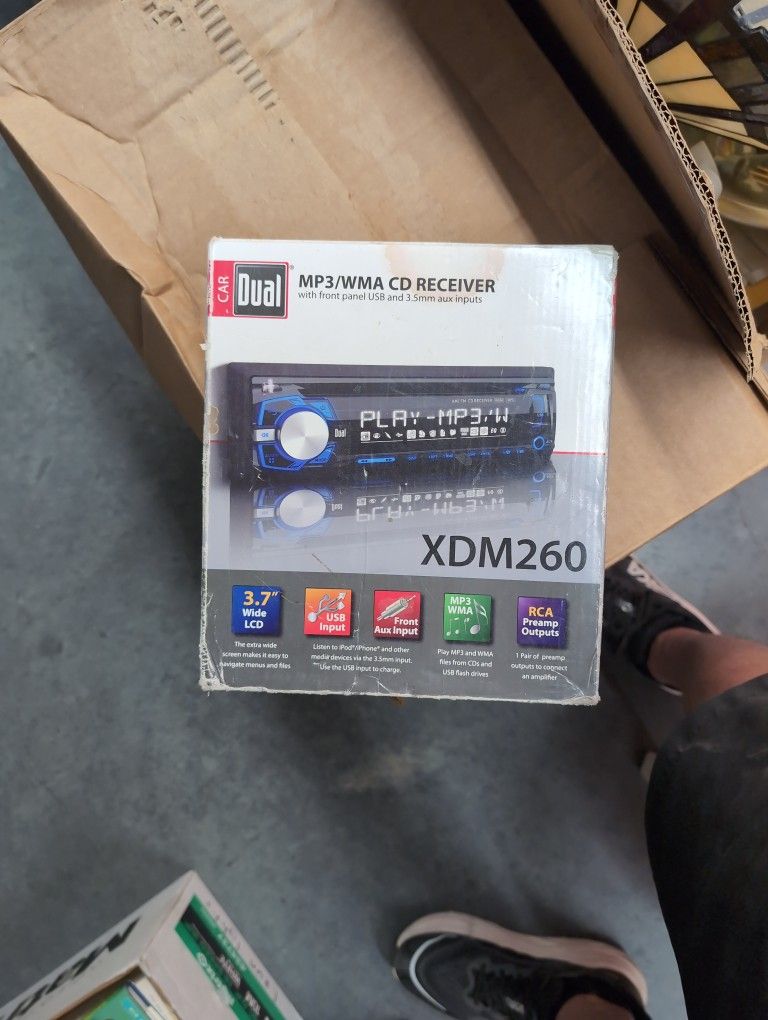 CAR
Dual
MP3/WMA CD RECEIVER
with front panel USB and 3.5mm aux inputs
Dual
PLAY-MP3/W
XDM260
3.7"
Wide
LCD
The extra wide
screen makes it easy to
navigate menus and files
USB
Input
Front
Aux Input
Listen to iPod®/iPhone® and other
media devices via the 3.5mm input.
Use the USB input to charge.
MP3
WMA
Play MP3 and WMA
files from CDs and
USB flash drives
RCA
Preamp
Outputs
1 Pair of preamp
outputs to connect
an amplifier